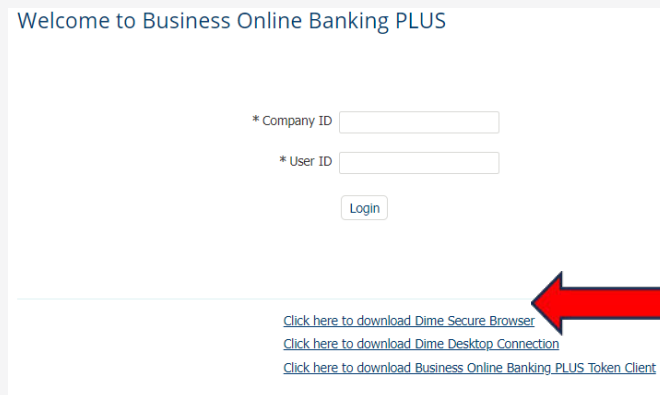 Welcome to Business Online Banking PLUS
* Company ID
* User ID
Login
Click here to download Dime Secure Browser
Click here to download Dime Desktop Connection
Click here to download Business Online Banking PLUS Token Client